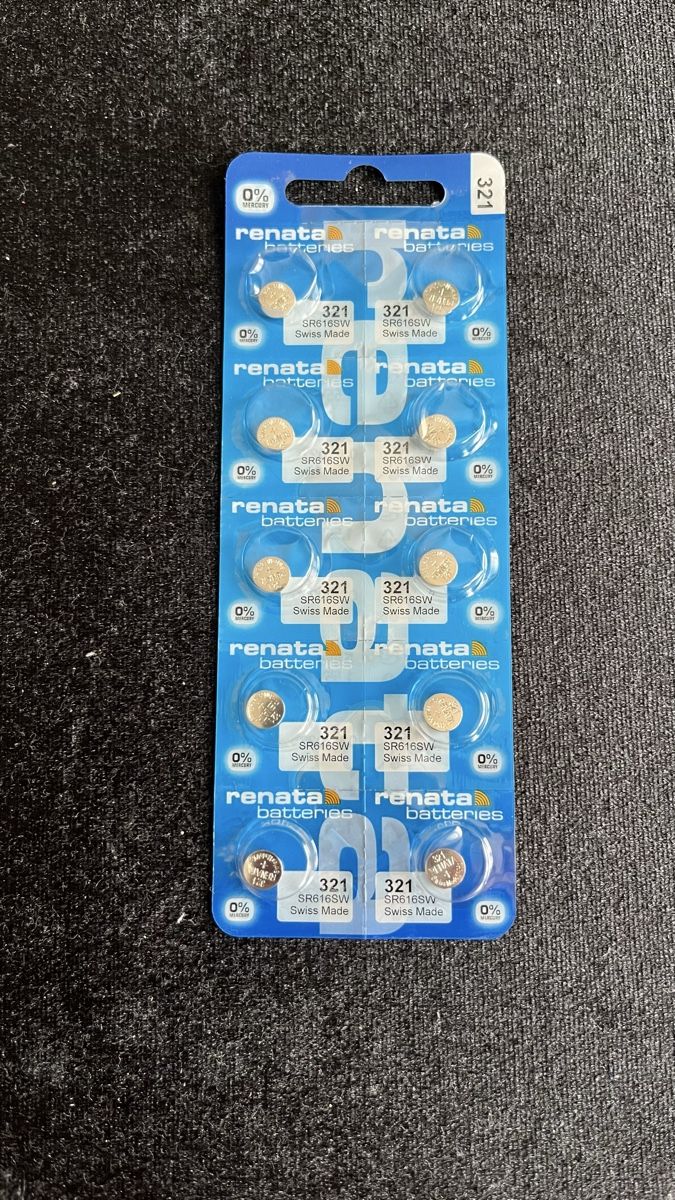 0%
MERCURY
321
renata
batteries
renata
batteries
321
SR616SW
Swiss Made
321
SR616SW
Swiss Made
0%
MERCURY
0%
MERCURY
renata
batteries
renata
batteries
321
SR616SW
Swiss Made
321
SR616SW
Swiss Made
0%
MERCURY
0%
MERCURY
renata
batteries
renata
batteries
321
SR616SW
Swiss Made
321
SR616SW
Swiss Made
0%
MERCURY
0%
MERCURY
renata
batteries
renata
batteries
321
SR616SW
Swiss Made
321
SR616SW
Swiss Made
0%
MERCURY
0%
MERCURY
renata
batteries
renata
batteries
321
SR616SW
Swiss Made
321
SR616SW
Swiss Made
0%
MERCURY
0%
MERCURY
renata